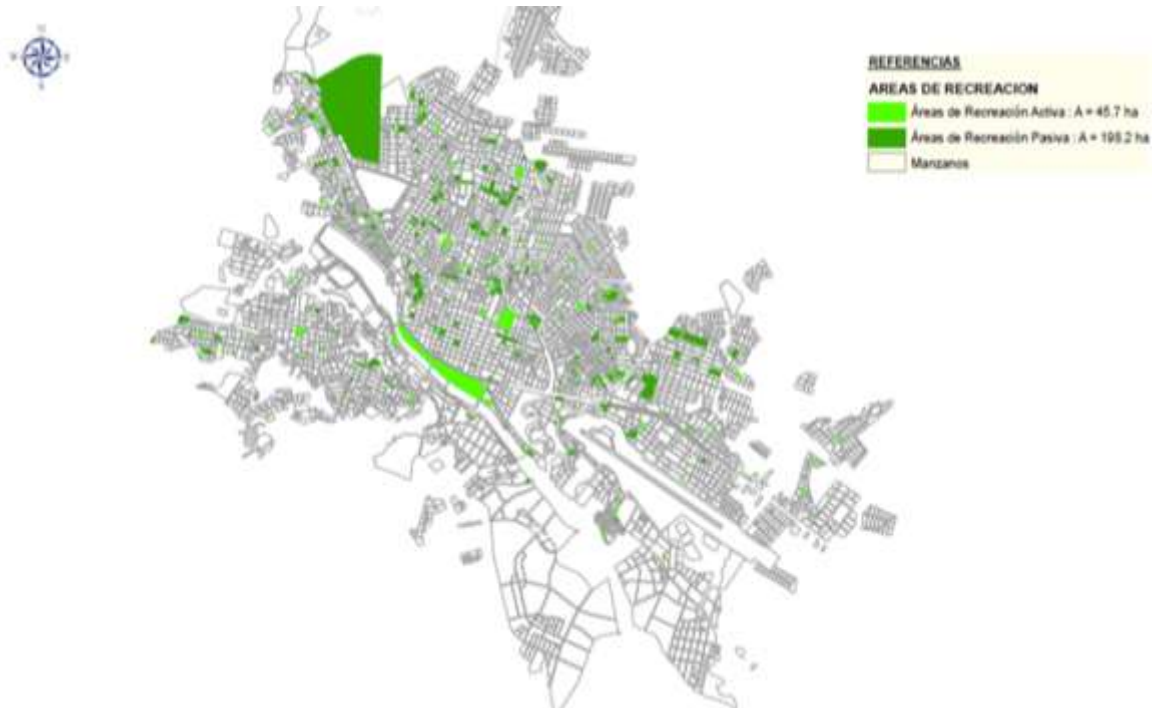 REFERENCIAS
AREAS DE RECREACION
Áreas de Recreación Activa : A = 45.7 ha
Áreas de Recreación Pasiva : A = 198.2 ha
Manzanos